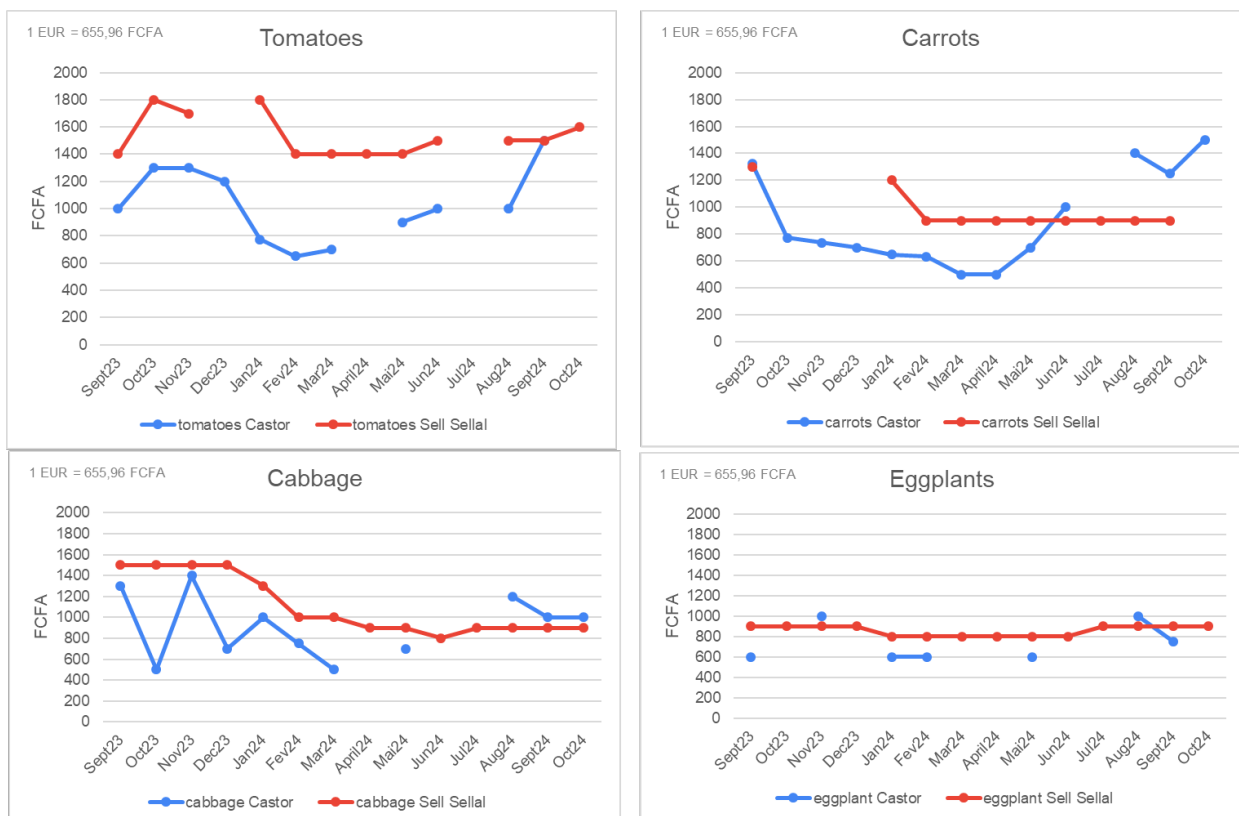 1 EUR = 655,96 FCFA
Tomatoes
FCFA
2000
1800
1600
1400
1200
1000
800
600
400
200
0
Sept23 Oct23 Nov23 Dec23 Jan24 Fev24 Mar24 April24 Mai24 Jun24 Jul24 Aug24 Sept24 Oct24
tomatoes Castor tomatoes Sell Sellal
1 EUR = 655,96 FCFA
Carrots
FCFA
2000
1800
1600
1400
1200
1000
800
600
400
200
0
Sept23 Oct23 Nov23 Dec23 Jan24 Fev24 Mar24 April24 Mai24 Jun24 Jul24 Aug24 Sept24 Oct24
carrots Castor carrots Sell Sellal
1 EUR = 655,96 FCFA
Cabbage
FCFA
2000
1800
1600
1400
1200
1000
800
600
400
200
0
Sept23 Oct23 Nov23 Dec23 Jan24 Fev24 Mar24 April24 Mai24 Jun24 Jul24 Aug24 Sept24 Oct24
cabbage Castor cabbage Sell Sellal
1 EUR = 655,96 FCFA
Eggplants
FCFA
2000
1800
1600
1400
1200
1000
800
600
400
200
0
Sept23 Oct23 Nov23 Dec23 Jan24 Fev24 Mar24 April24 Mai24 Jun24 Jul24 Aug24 Sept24 Oct24
eggplant Castor eggplant Sell Sellal